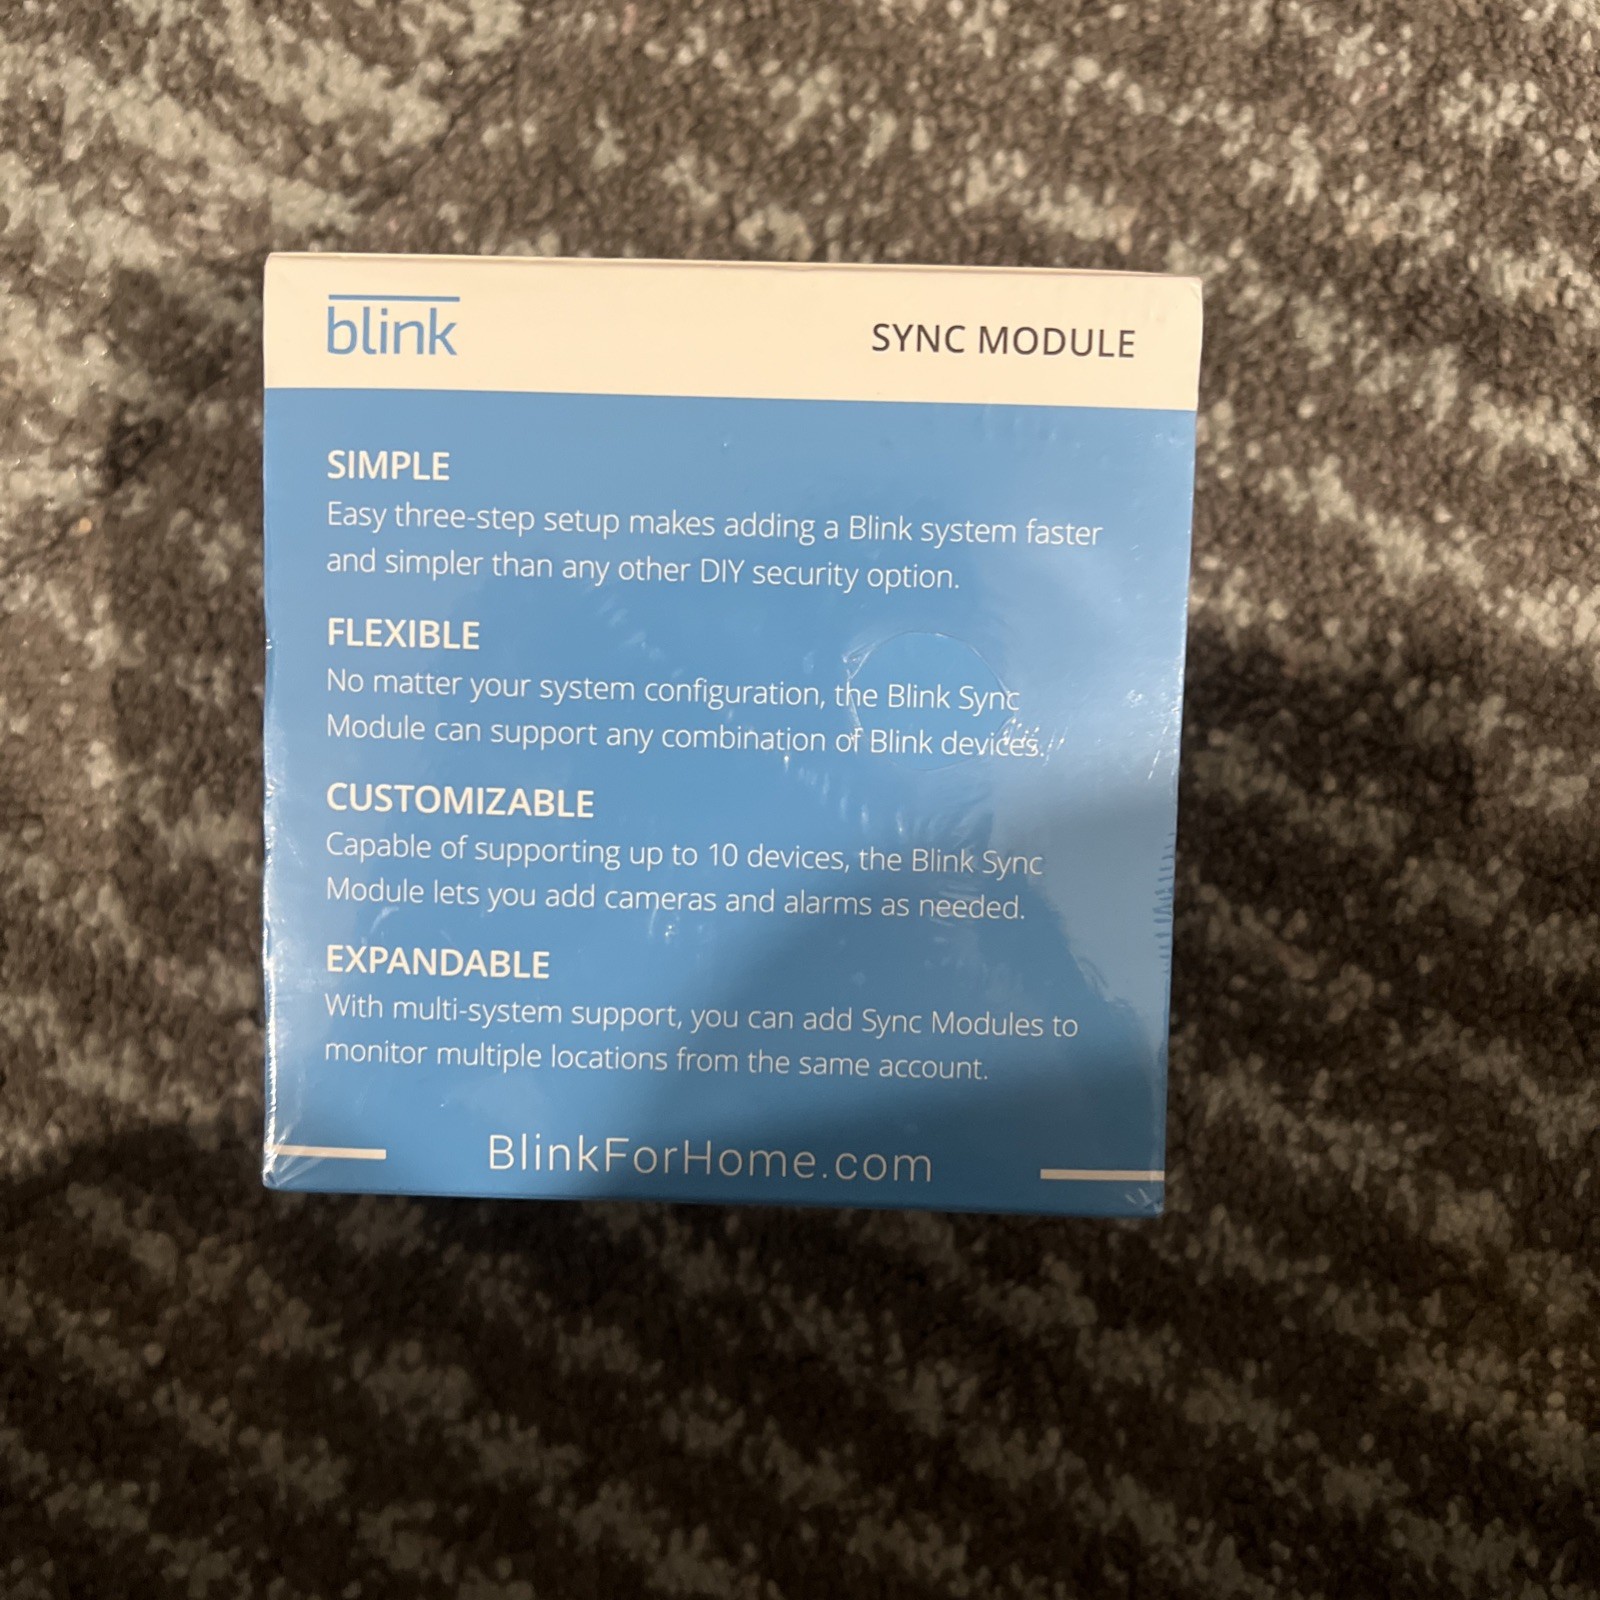 blink
SYNC MODULE
SIMPLE
Easy three-step setup makes adding a Blink system faster
and simpler than any other DIY security option.
FLEXIBLE
No matter your system configuration, the Blink Sync
Module can support any combination of Blink devices.
CUSTOMIZABLE
Capable of supporting up to 10 devices, the Blink Sync
Module lets you add cameras and alarms as needed.
EXPANDABLE
With multi-system support, you can add Sync Modules to
monitor multiple locations from the same account.
BlinkForHome.com